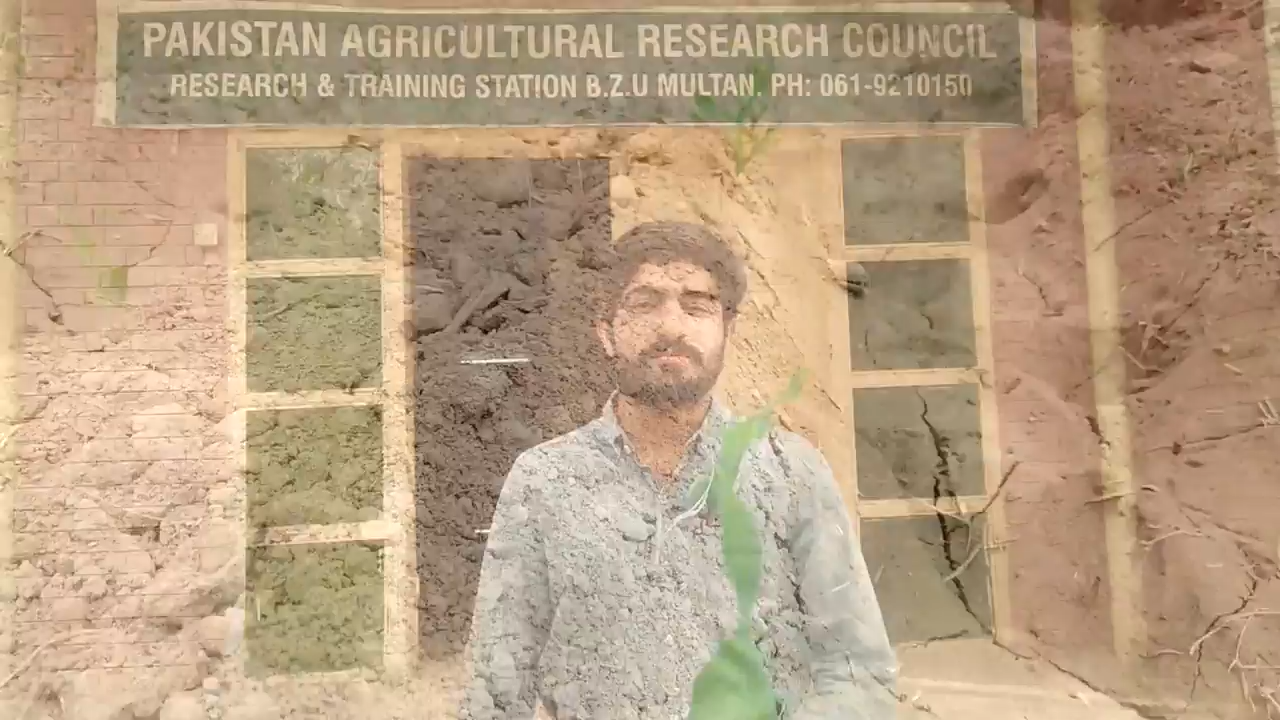 PAKISTAN AGRICULTURAL RESEARCH COUNCIL
RESEARCH & TRAINING STATION B.Z.U MULTAN. PH: 061-9210150